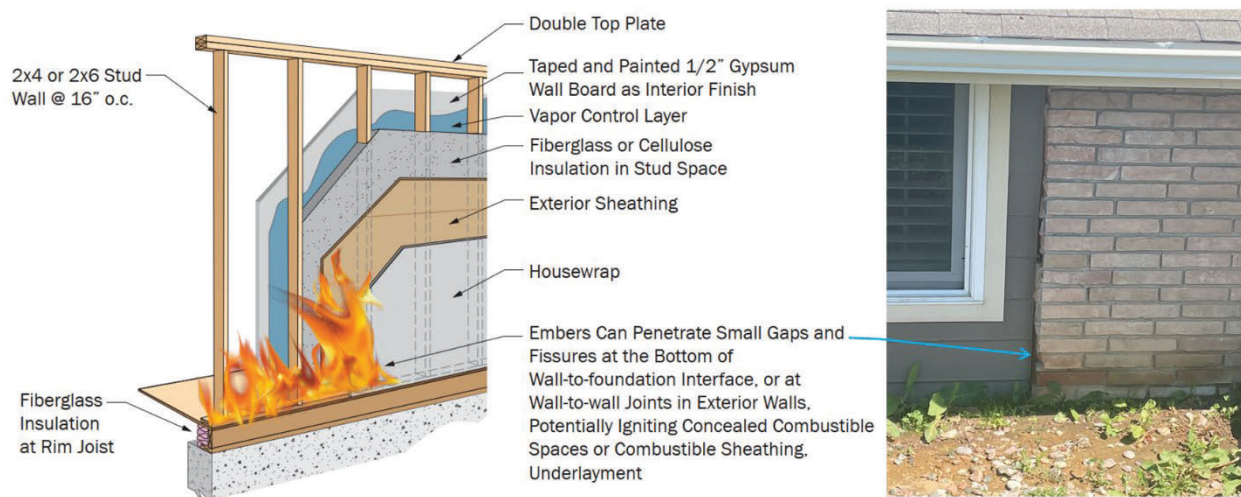 Double Top Plate
2x4 or 2x6 Stud
Wall @ 16” o.c.
Taped and Painted 1/2” Gypsum
Wall Board as Interior Finish
Vapor Control Layer
Fiberglass or Cellulose
Insulation in Stud Space
Exterior Sheathing
Housewrap
Embers Can Penetrate Small Gaps and
Fissures at the Bottom of
Wall-to-foundation Interface, or at
Wall-to-wall Joints in Exterior Walls,
Potentially Igniting Concealed Combustible
Spaces or Combustible Sheathing,
Underlayment
Fiberglass
Insulation
at Rim Joist